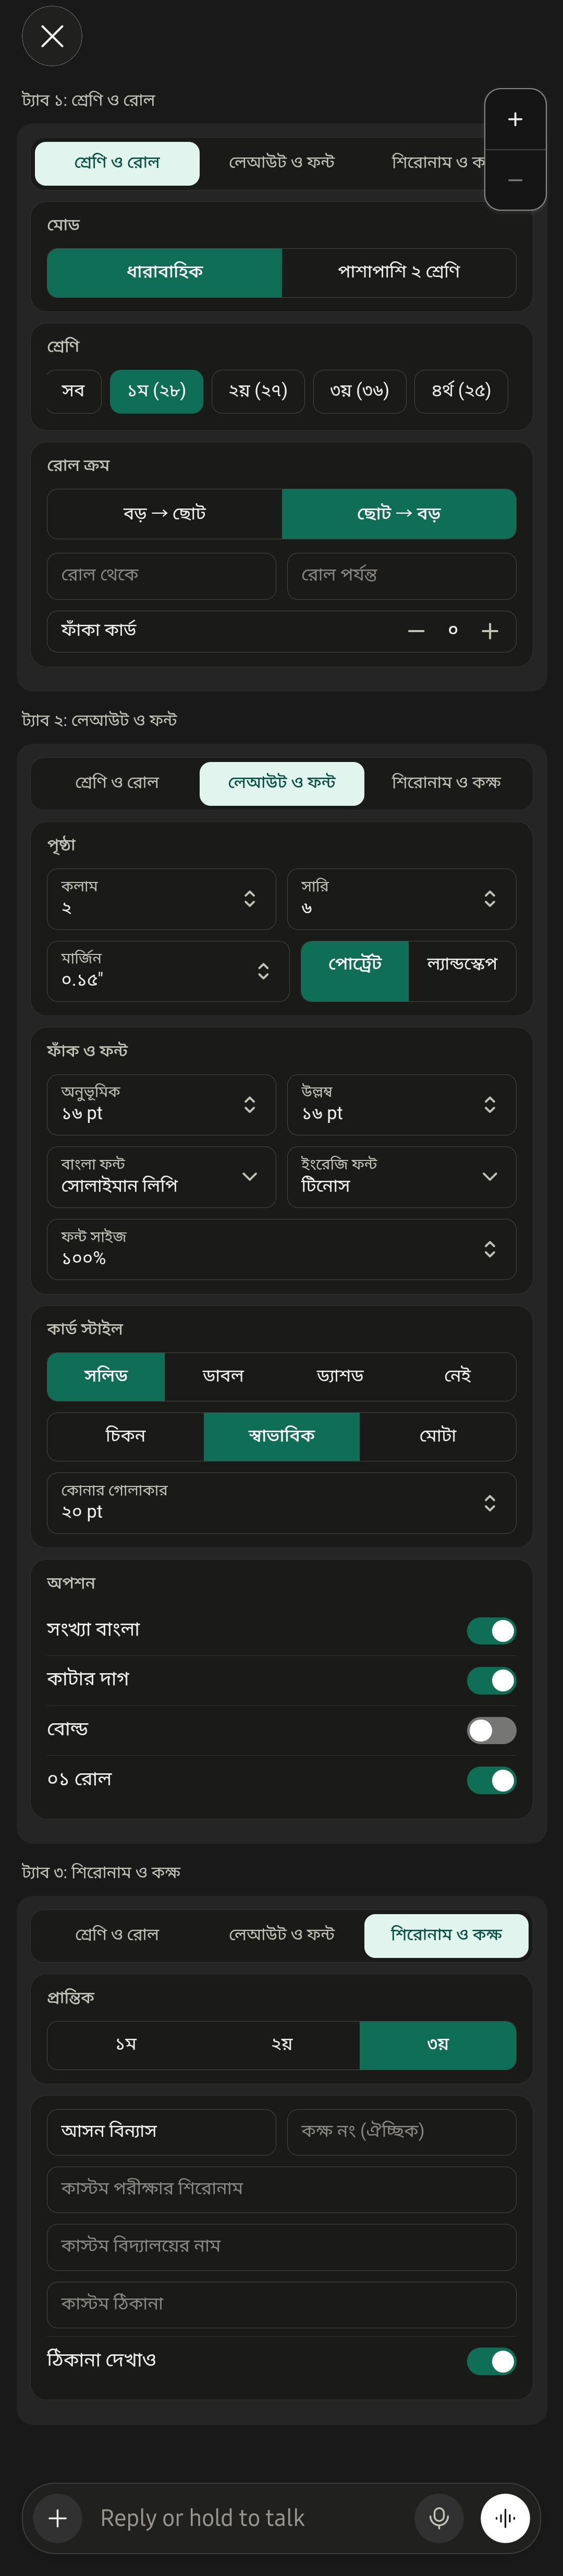 ট্যাব ১: শ্রেণি ও রোল
শ্রেণি ও রোল লেআউট ও ফন্ট শিরোনাম ও ক
+
−
মোড
ধারাবাহিক পাশাপাশি ২ শ্রেণি
শ্রেণি
সব ১ম (২৮) ২য় (২৭) ৩য় (৩৬) ৪র্থ (২৫)
রোল ক্রম
বড় → ছোট ছোট → বড়
রোল থেকে রোল পর্যন্ত
ফাঁকা কার্ড − ০ +
ট্যাব ২: লেআউট ও ফন্ট
শ্রেণি ও রোল লেআউট ও ফন্ট শিরোনাম ও কক্ষ
পৃষ্ঠা
কলাম সারি
২ ৬
মার্জিন
০.১৫" পোর্ট্রেট ল্যান্ডস্কেপ
ফাঁক ও ফন্ট
অনুভূমিক উল্লম্ব
১৬ pt ১৬ pt
বাংলা ফন্ট ইংরেজি ফন্ট
সোলাইমান লিপি টিনোস
ফন্ট সাইজ
১০০%
কার্ড স্টাইল
সলিড ডাবল ড্যাশড নেই
চিকন স্বাভাবিক মোটা
কোনার গোলাকার
২০ pt
অপশন
সংখ্যা বাংলা
কাটার দাগ
বোল্ড
০১ রোল
ট্যাব ৩: শিরোনাম ও কক্ষ
শ্রেণি ও রোল লেআউট ও ফন্ট শিরোনাম ও কক্ষ
প্রান্তিক
১ম ২য় ৩য়
আসন বিন্যাস কক্ষ নং (ঐচ্ছিক)
কাস্টম পরীক্ষার শিরোনাম
কাস্টম বিদ্যালয়ের নাম
কাস্টম ঠিকানা
ঠিকানা দেখাও
Reply or hold to talk